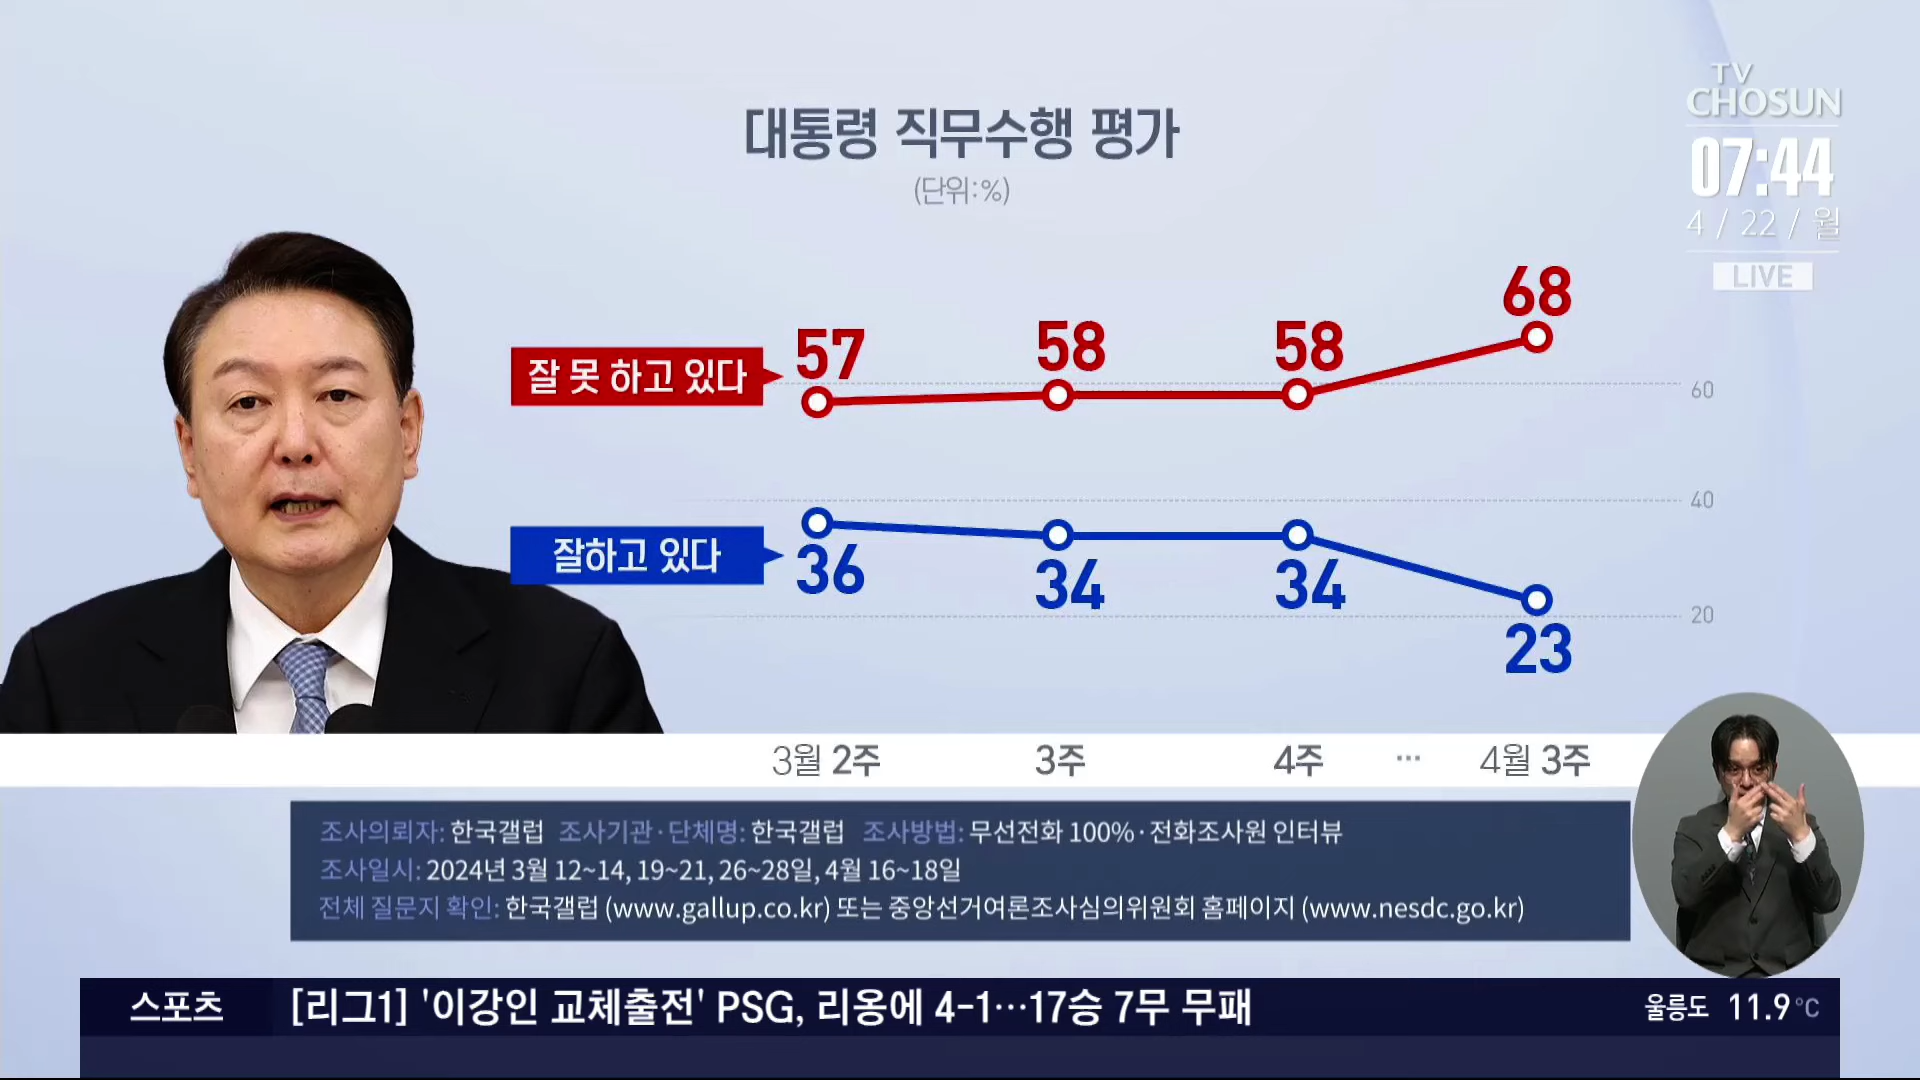 대통령 직무수행 평가
(단위:%)
TV
CHOSUN
07:44
4 / 22 / 월
LIVE
잘 못 하고 있다
57
58
58
68
60
40
잘하고 있다
36
34
34
23
20
3월 2주
3주
4주
···
4월 3주
조사의뢰자: 한국갤럽 조사기관·단체명: 한국갤럽 조사방법: 무선전화 100%·전화조사원 인터뷰
조사일시: 2024년 3월 12~14, 19~21, 26~28일, 4월 16~18일
전체 질문지 확인: 한국갤럽 (www.gallup.co.kr) 또는 중앙선거여론조사심의위원회 홈페이지 (www.nesdc.go.kr)
스포츠
[리그1] '이강인 교체출전' PSG, 리옹에 4-1…17승 7무 무패
울릉도 11.9°C